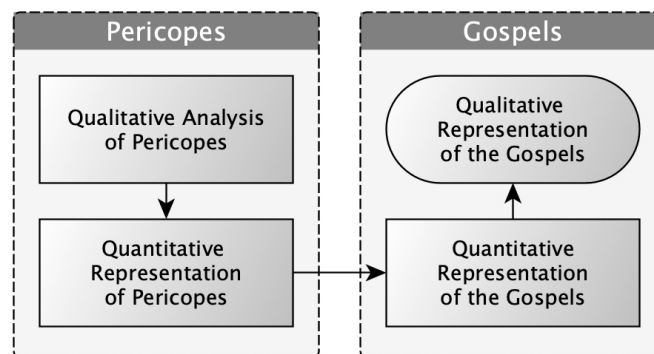 Pericopes
Qualitative Analysis
of Pericopes
Quantitative
Representation
of Pericopes
Gospels
Qualitative
Representation
of the Gospels
Quantitative
Representation
of the Gospels